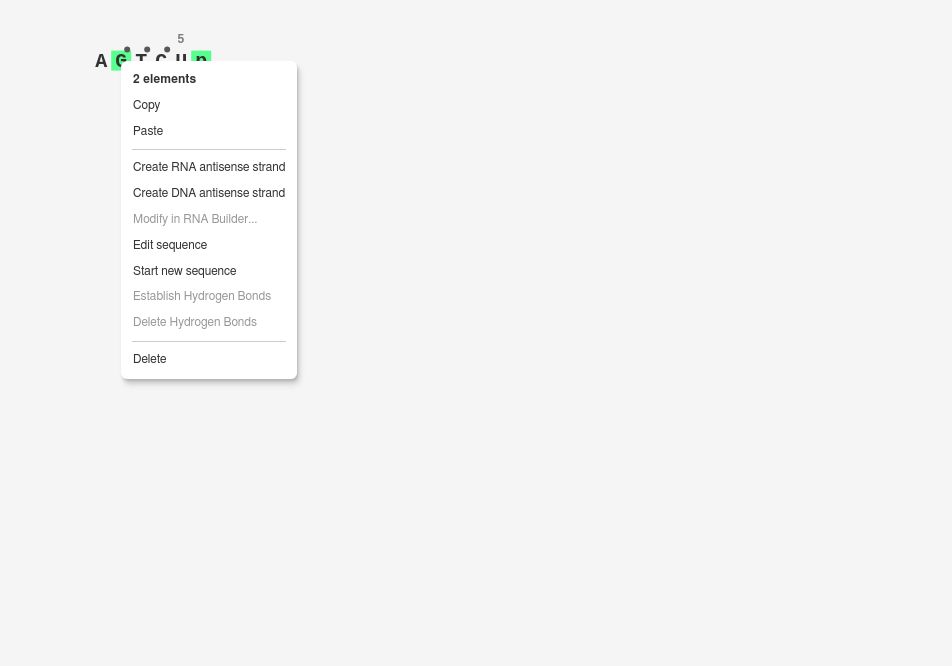 5
A G T C U n
2 elements
Copy
Paste
Create RNA antisense strand
Create DNA antisense strand
Modify in RNA Builder...
Edit sequence
Start new sequence
Establish Hydrogen Bonds
Delete Hydrogen Bonds
Delete